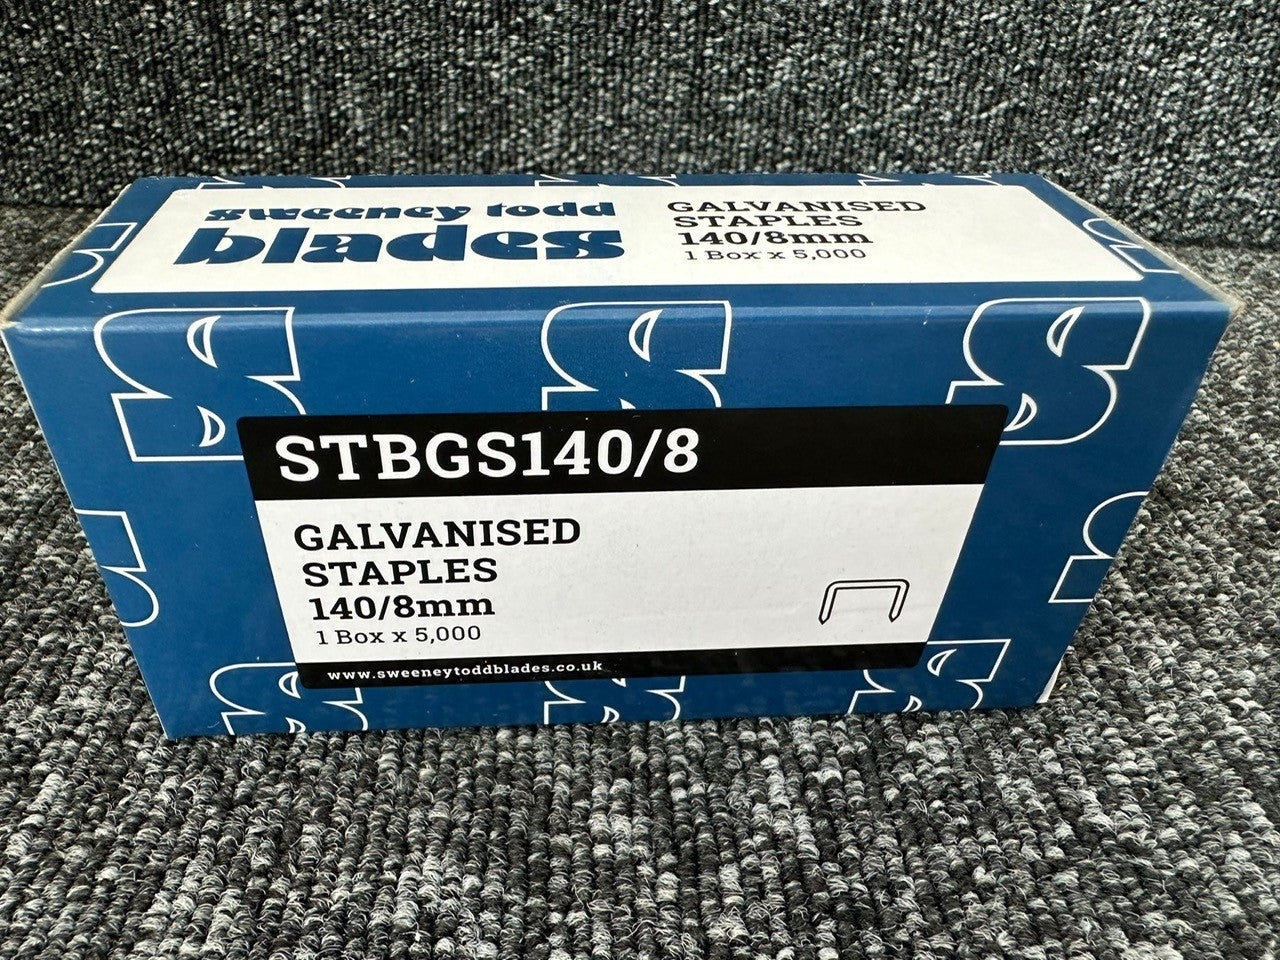 sweeney todd
blades
GALVANISED
STAPLES
140/8mm
1 Box x 5,000
STBGS140/8
GALVANISED
STAPLES
140/8mm
1 Box x 5,000
www.sweeneytoddblades.co.uk